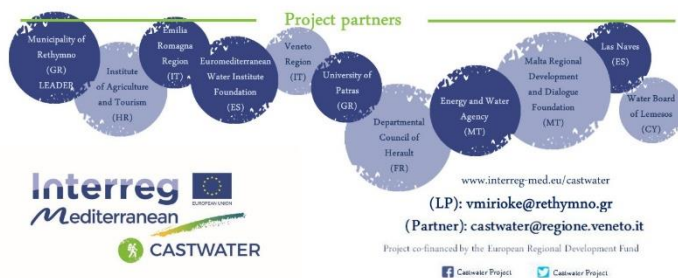 Project partners
Municipality of
Rethymno
(GR)
LEADER
Institute
of Agriculture
and Tourism
(HR)
Emilia
Romagna
Region
(IT)
Euromediterranean
Water Institute
Foundation
(ES)
Veneto
Region
(IT)
University of
Patras
(GR)
Departmental
Council of
Herault
(FR)
Energy and Water
Agency
(MT)
Malta Regional
Development
and Dialogue
Foundation
(MT)
Las Naves
(ES)
Water Board
of Lemesos
(CY)
Interreg
EUROPEAN UNION
Mediterranean
CASTWATER
www.interreg-med.eu/castwater
(LP): vmirioke@rethymno.gr
(Partner): castwater@regione.veneto.it
Project co-financed by the European Regional Development Fund
Castwater Project
Castwater Project